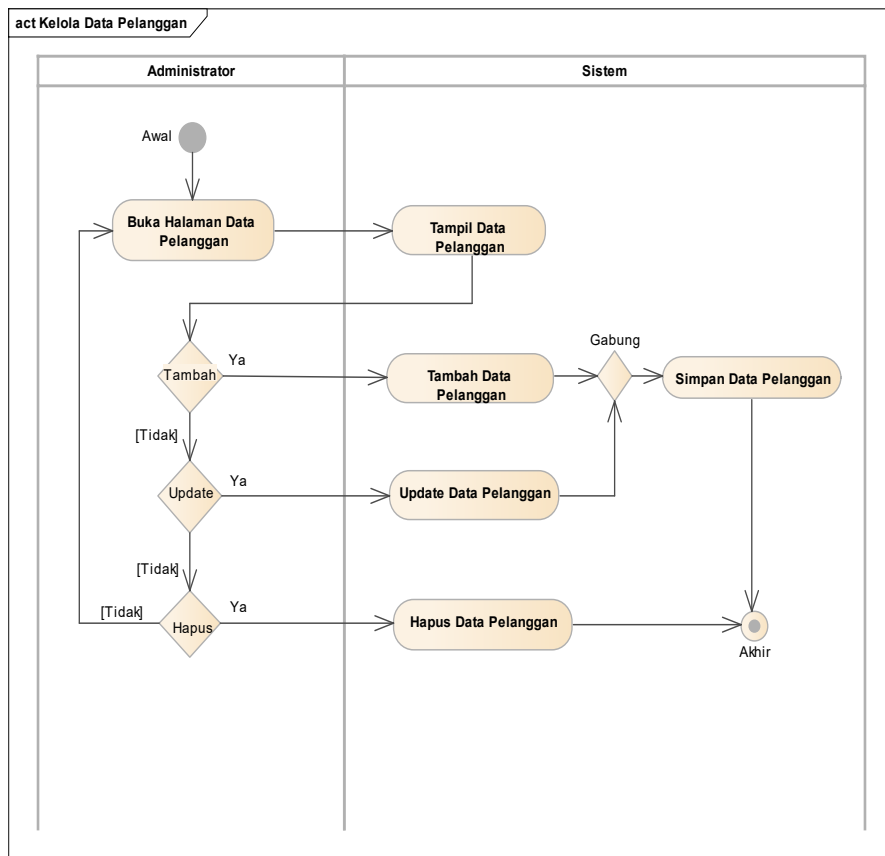 act Kelola Data Pelanggan
Administrator
Sistem
Awal
Buka Halaman Data
Pelanggan
Tampil Data
Pelanggan
Gabung
Tambah
Ya
Tambah Data
Pelanggan
Simpan Data Pelanggan
[Tidak]
Update
Ya
Update Data Pelanggan
[Tidak]
[Tidak]
Hapus
Ya
Hapus Data Pelanggan
Akhir